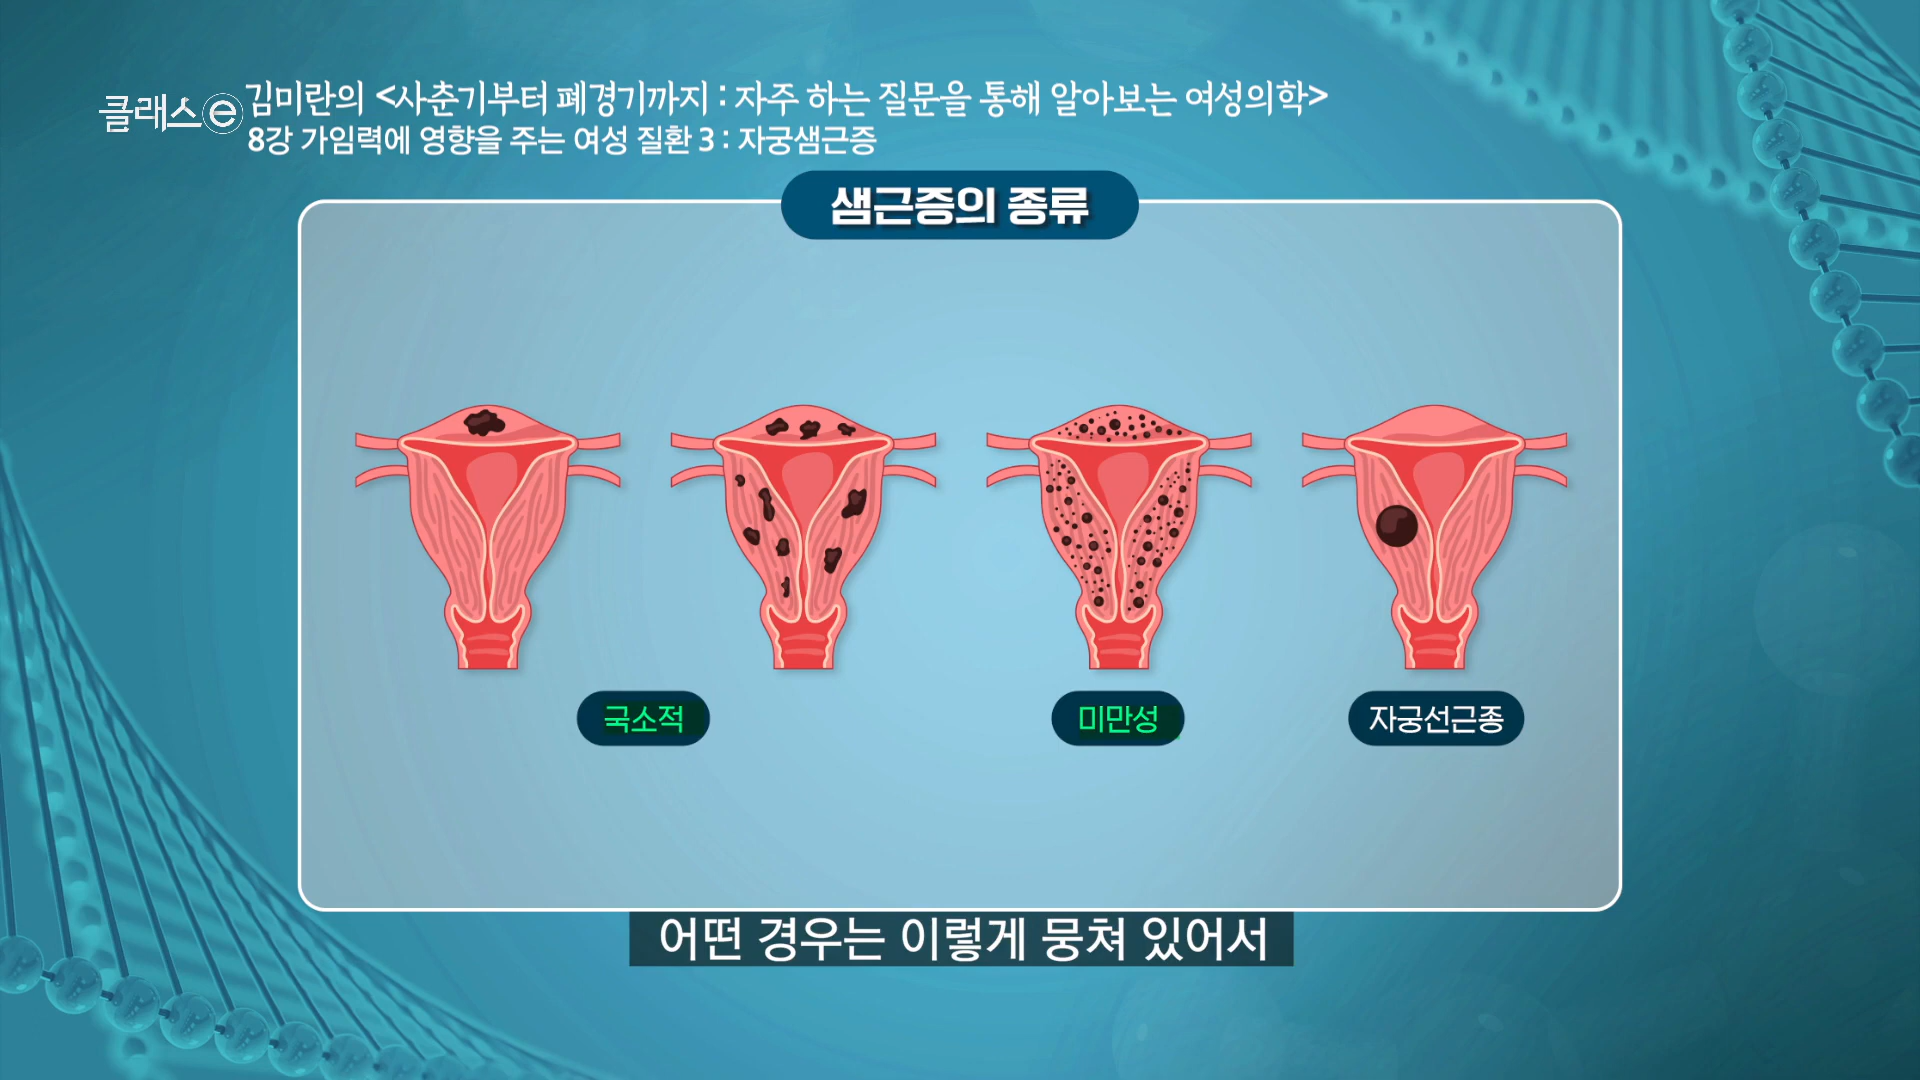 클래스ⓔ
김미란의 <사춘기부터 폐경기까지 : 자주 하는 질문을 통해 알아보는 여성의학>
8강 가임력에 영향을 주는 여성 질환 3 : 자궁샘근증
샘근증의 종류
국소적
미만성
자궁선근종
어떤 경우는 이렇게 뭉쳐 있어서